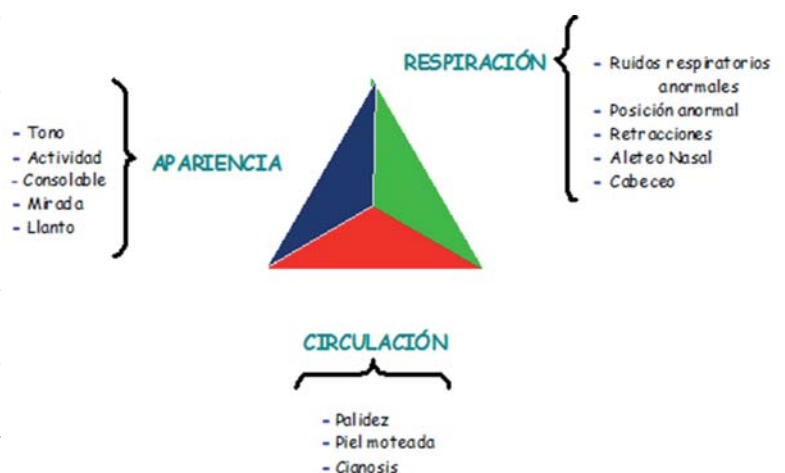 RESPIRACIÓN
- Ruidos respiratorios
anormales
- Posición anormal
- Retracciones
- Aleteo Nasal
- Cabeceo
- Tono
- Actividad
- Consolable
- Mirada
- Llanto
APARIENCIA
CIRCULACIÓN
- Palidez
- Piel moteada
- Cianosis